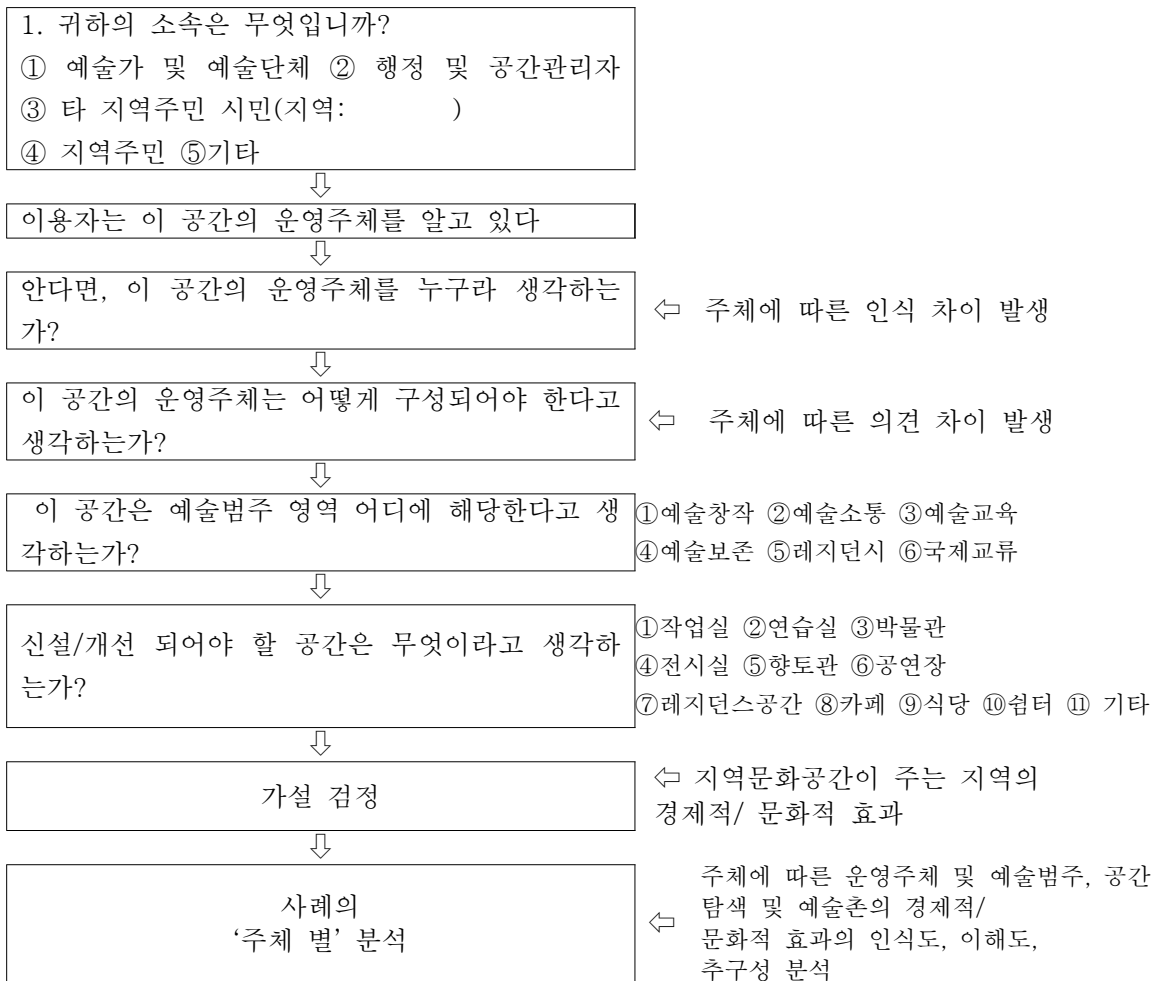 1. 귀하의 소속은 무엇입니까?
① 예술가 및 예술단체 ② 행정 및 공간관리자
③ 타 지역주민 시민(지역: )
④ 지역주민 ⑤기타
⇩
이용자는 이 공간의 운영주체를 알고 있다
⇩
안다면, 이 공간의 운영주체를 누구라 생각하는
가?
⇦ 주체에 따른 인식 차이 발생
⇩
이 공간의 운영주체는 어떻게 구성되어야 한다고
생각하는가?
⇦ 주체에 따른 의견 차이 발생
⇩
이 공간은 예술범주 영역 어디에 해당한다고 생
각하는가?
①예술창작 ②예술소통 ③예술교육
④예술보존 ⑤레지던시 ⑥국제교류
⇩
신설/개선 되어야 할 공간은 무엇이라고 생각하
는가?
①작업실 ②연습실 ③박물관
④전시실 ⑤향토관 ⑥공연장
⑦레지던스공간 ⑧카페 ⑨식당 ⑩쉼터 ⑪ 기타
⇩
가설 검정
⇦ 지역문화공간이 주는 지역의
경제적/ 문화적 효과
⇩
사례의
‘주체 별’ 분석
⇦
주체에 따른 운영주체 및 예술범주, 공간
탐색 및 예술촌의 경제적/
문화적 효과의 인식도, 이해도,
추구성 분석